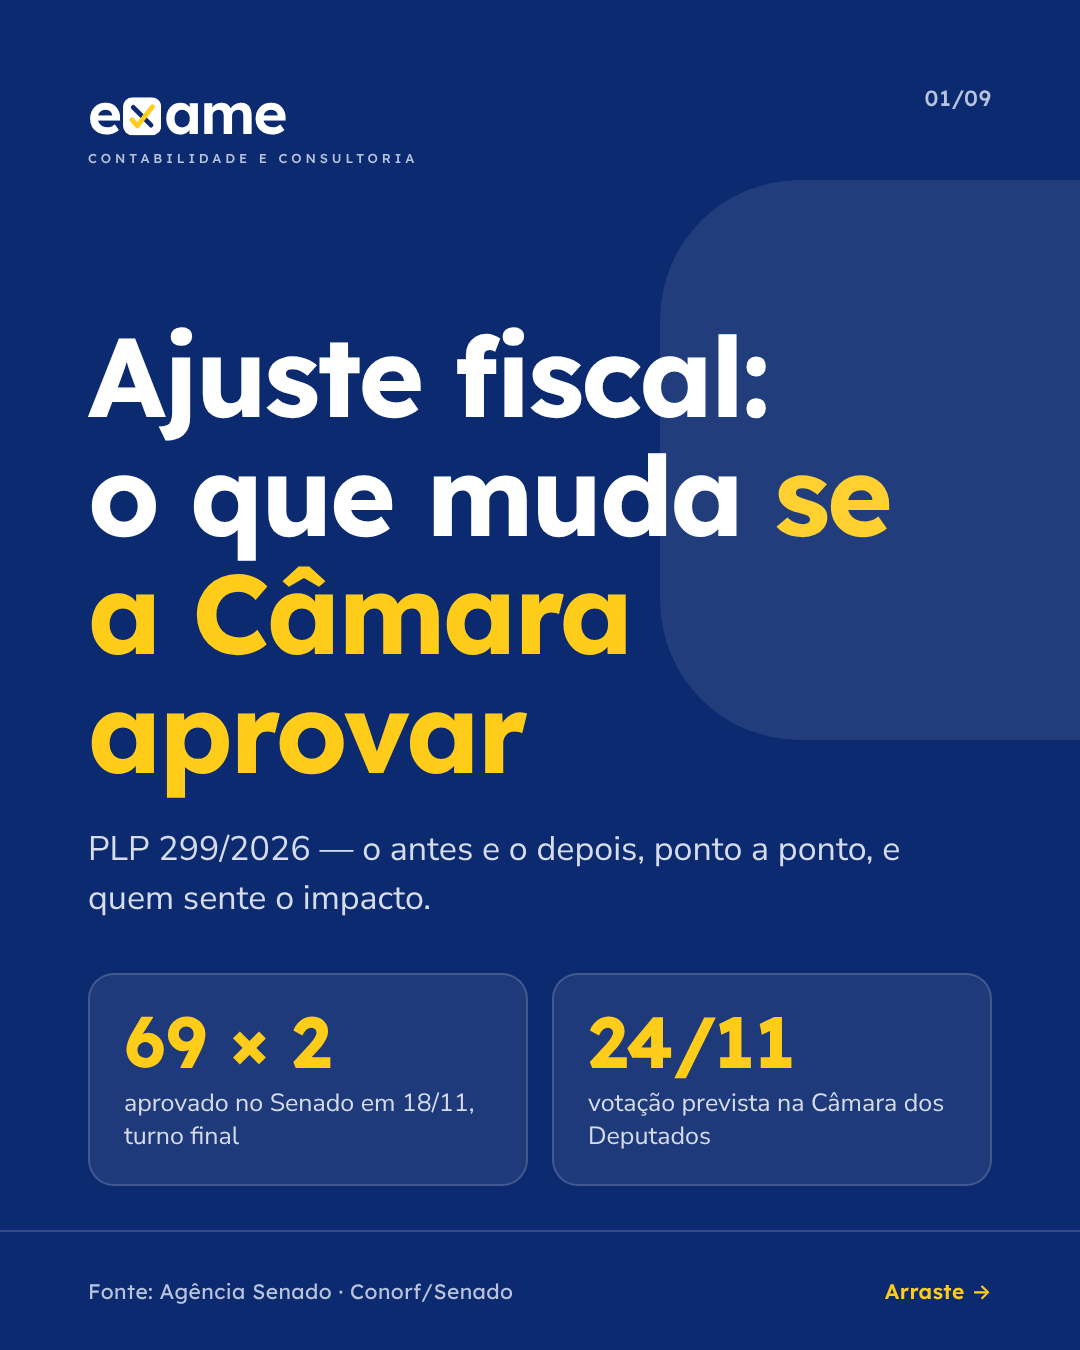 exame
CONTABILIDADE E CONSULTORIA
01/09
Ajuste fiscal:
o que muda se
a Câmara
aprovar
PLP 299/2026 — o antes e o depois, ponto a ponto, e
quem sente o impacto.
69 × 2
aprovado no Senado em 18/11,
turno final
24/11
votação prevista na Câmara dos
Deputados
Fonte: Agência Senado · Conorf/Senado
Arraste →